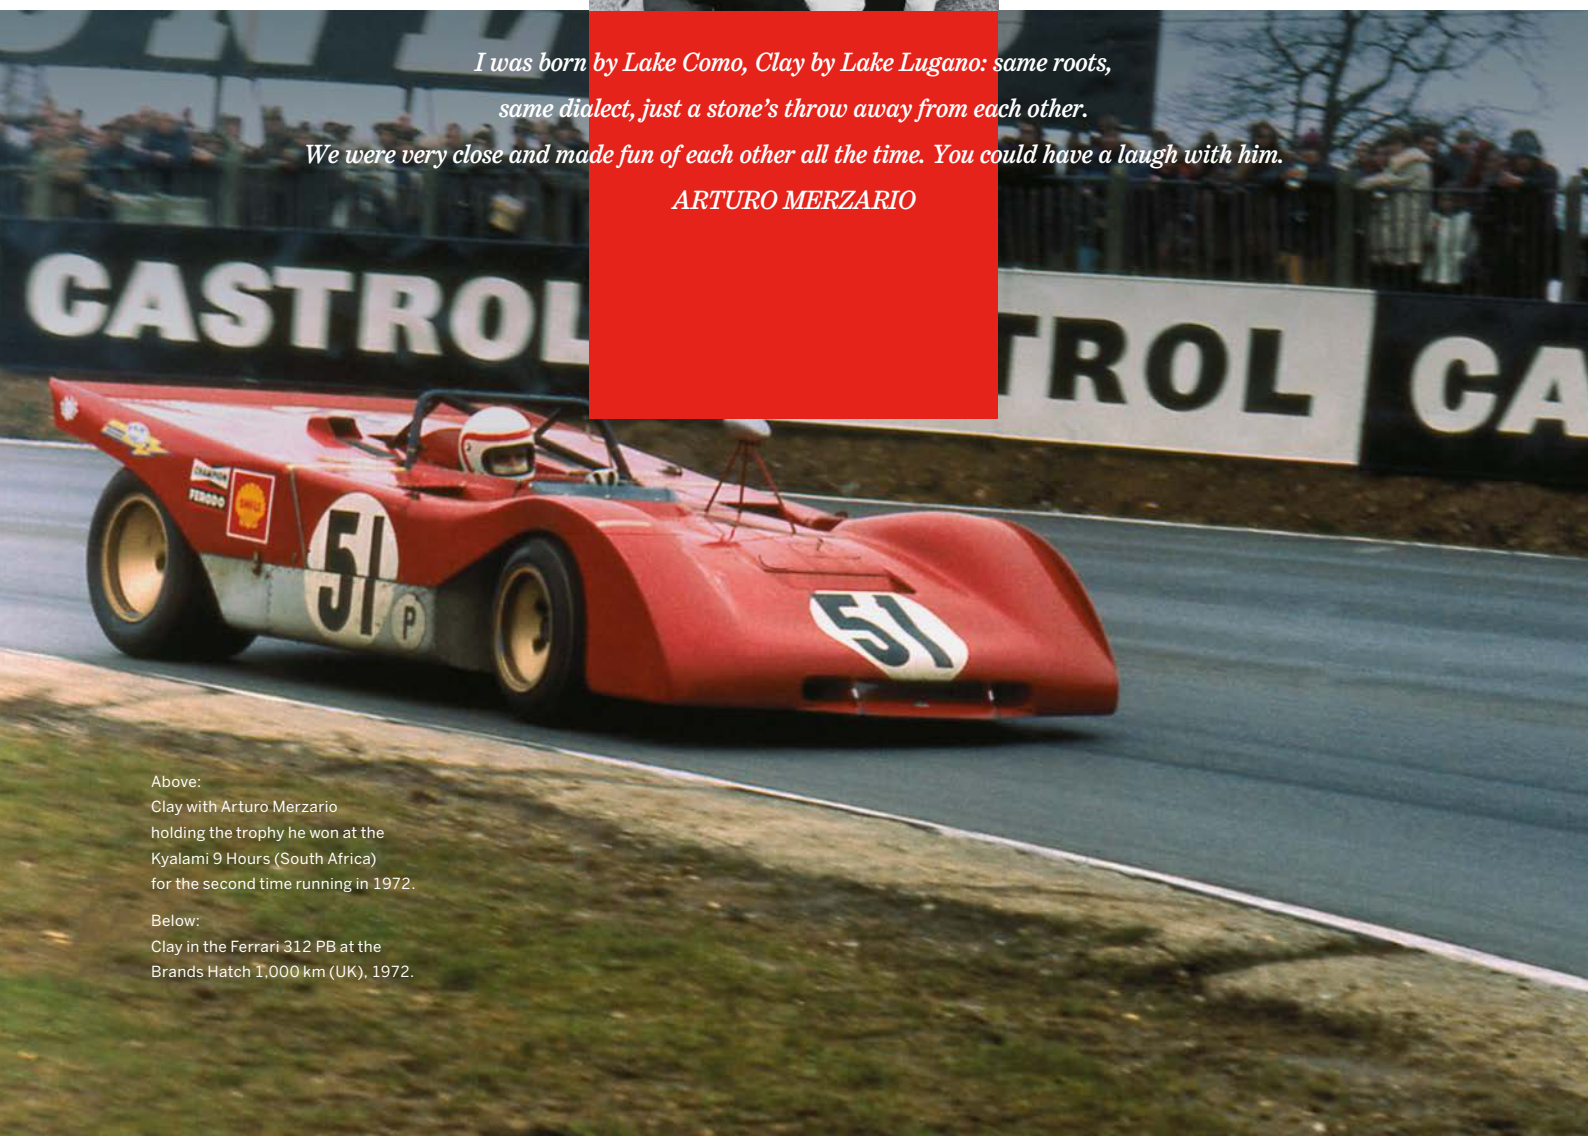 I was born by Lake Como, Clay by Lake Lugano: same roots,
same dialect, just a stone’s throw away from each other.
We were very close and made fun of each other all the time. You could have a laugh with him.
ARTURO MERZARIO
CASTROL
TROL
CA
CHAMPION
FERODO
SHELL
51
P
51
Above:
Clay with Arturo Merzario
holding the trophy he won at the
Kyalami 9 Hours (South Africa)
for the second time running in 1972.
Below:
Clay in the Ferrari 312 PB at the
Brands Hatch 1,000 km (UK), 1972.